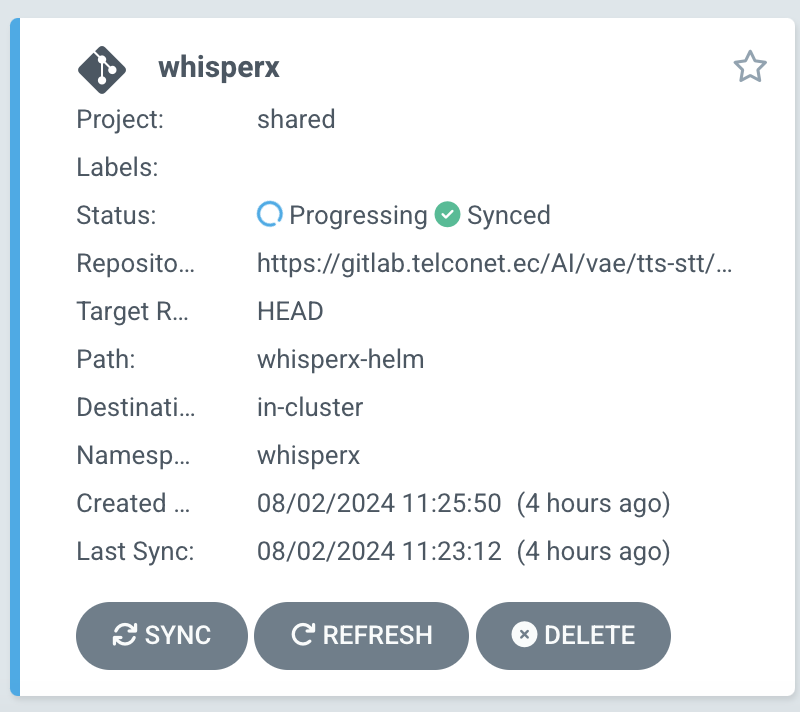 whisperx
Project: shared
Labels:
Status: Progressing Synced
Reposito... https://gitlab.telconet.ec/AI/vae/tts-stt/...
Target R... HEAD
Path: whisperx-helm
Destinati... in-cluster
Namesp... whisperx
Created ... 08/02/2024 11:25:50 (4 hours ago)
Last Sync: 08/02/2024 11:23:12 (4 hours ago)
SYNC REFRESH DELETE